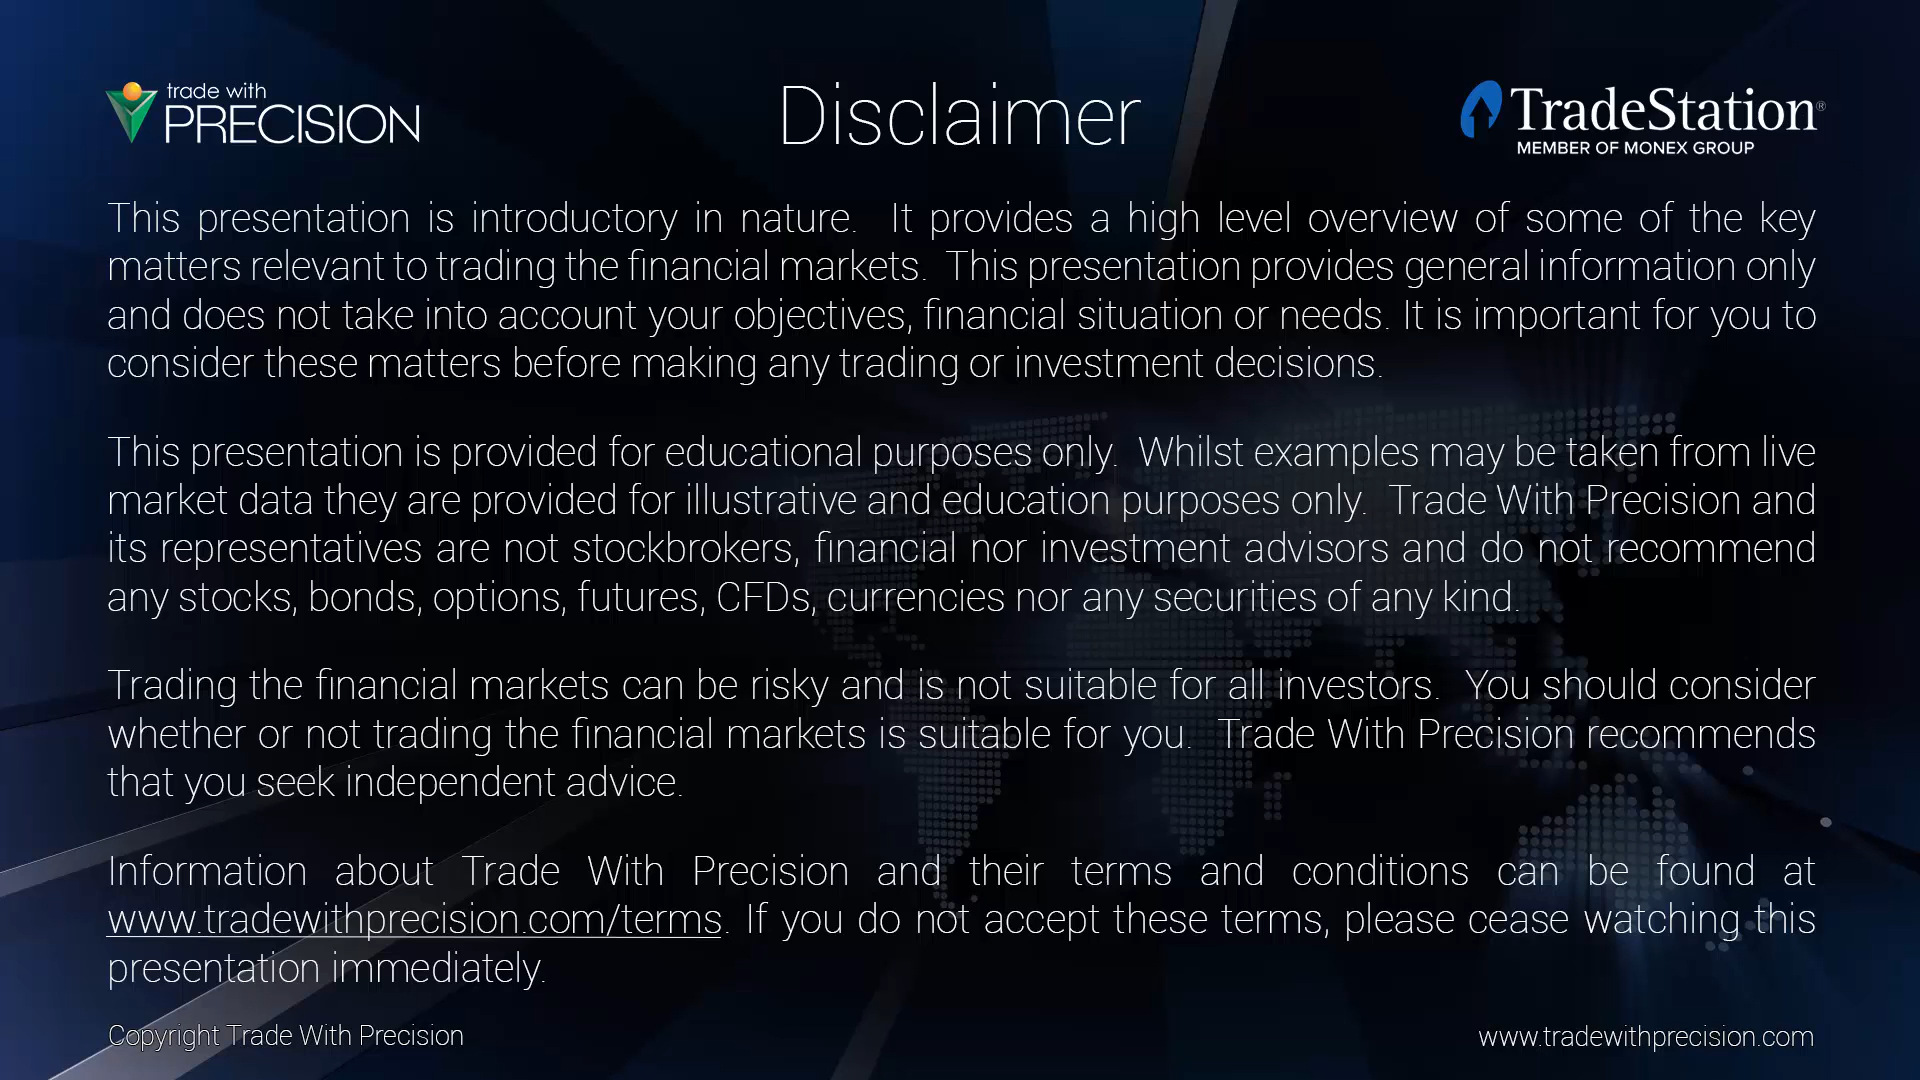 trade with
PRECISION
Disclaimer
TradeStation®
MEMBER OF MONEX GROUP
This presentation is introductory in nature.  It provides a high level overview of some of the key
matters relevant to trading the financial markets.  This presentation provides general information only
and does not take into account your objectives, financial situation or needs. It is important for you to
consider these matters before making any trading or investment decisions.
This presentation is provided for educational purposes only.  Whilst examples may be taken from live
market data they are provided for illustrative and education purposes only.  Trade With Precision and
its representatives are not stockbrokers, financial nor investment advisors and do not recommend
any stocks, bonds, options, futures, CFDs, currencies nor any securities of any kind.
Trading the financial markets can be risky and is not suitable for all investors.  You should consider
whether or not trading the financial markets is suitable for you.  Trade With Precision recommends
that you seek independent advice.
Information about Trade With Precision and their terms and conditions can be found at
www.tradewithprecision.com/terms. If you do not accept these terms, please cease watching this
presentation immediately.
Copyright Trade With Precision
www.tradewithprecision.com